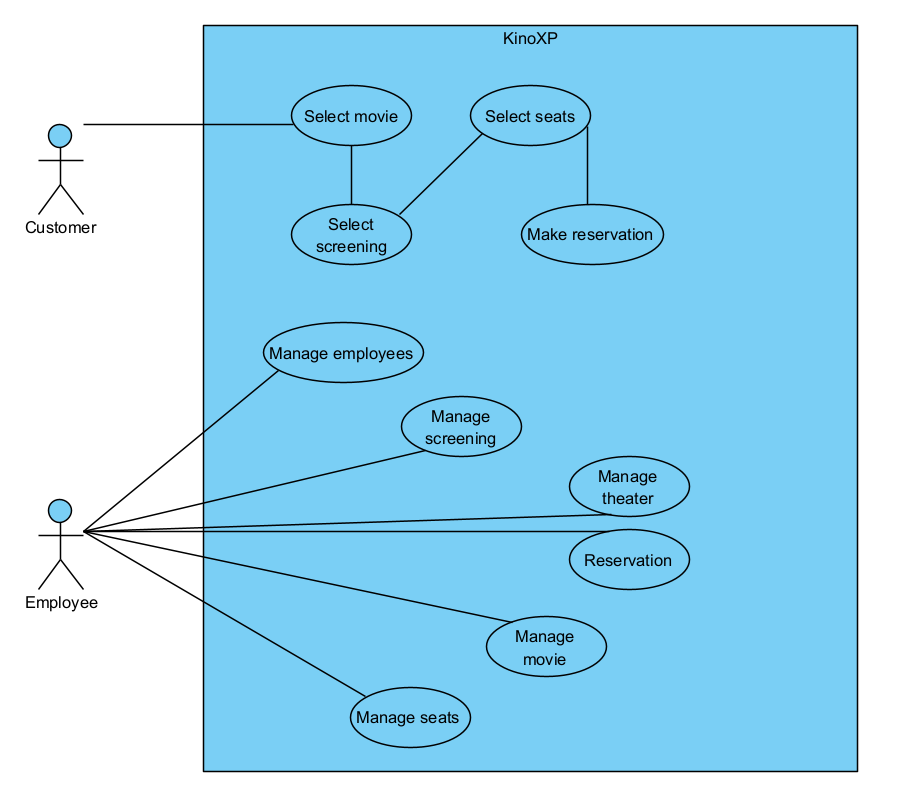 KinoXP
Select movie
Select seats
Customer
Select
screening
Make reservation
Manage employees
Manage
screening
Manage
theater
Reservation
Employee
Manage
movie
Manage seats